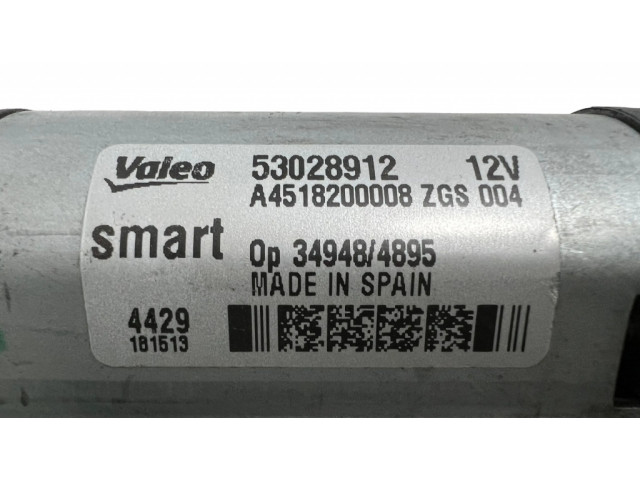 Valeo 53028912 12V
A4518200008 ZGS 004
smart Op 34948/4895
MADE IN SPAIN
4429
181513